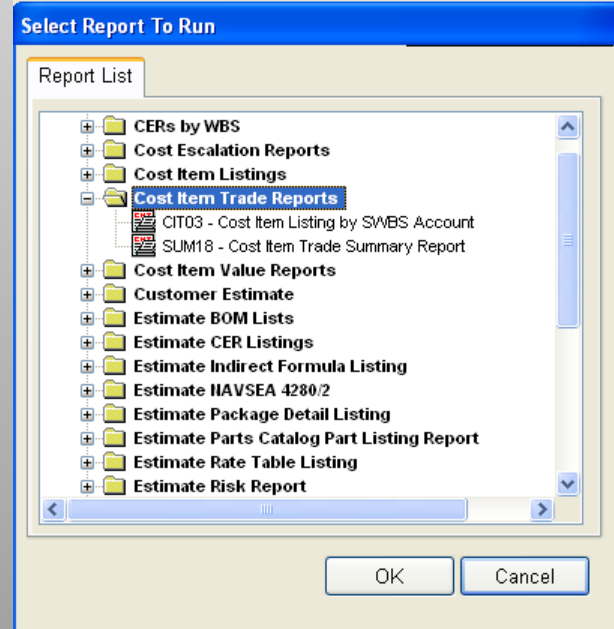 Select Report To Run
Report List
CERs by WBS
Cost Escalation Reports
Cost Item Listings
Cost Item Trade Reports
CIT03 - Cost Item Listing by SWBS Account
SUM18 - Cost Item Trade Summary Report
Cost Item Value Reports
Customer Estimate
Estimate BOM Lists
Estimate CER Listings
Estimate Indirect Formula Listing
Estimate NAVSEA 4280/2
Estimate Package Detail Listing
Estimate Parts Catalog Part Listing Report
Estimate Rate Table Listing
Estimate Risk Report
OK Cancel